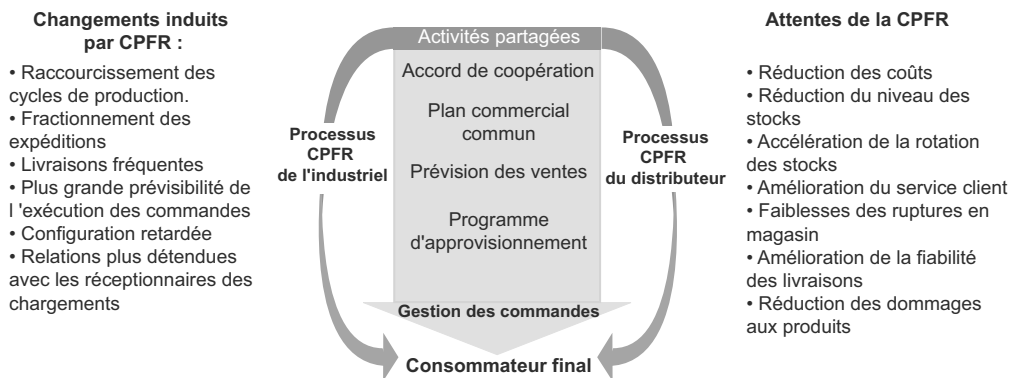 Changements induits
par CPFR :
• Raccourcissement des
cycles de production.
• Fractionnement des
expéditions
• Livraisons fréquentes
• Plus grande prévisibilité de
l 'exécution des commandes
• Configuration retardée
• Relations plus détendues
avec les réceptionnaires des
chargements
Processus
CPFR
de l'industriel
Activités partagées
Accord de coopération
Plan commercial
commun
Prévision des ventes
Programme
d'approvisionnement
Gestion des commandes
Consommateur final
Processus
CPFR
du distributeur
Attentes de la CPFR
• Réduction des coûts
• Réduction du niveau des
stocks
• Accélération de la rotation
des stocks
• Amélioration du service client
• Faiblesses des ruptures en
magasin
• Amélioration de la fiabilité
des livraisons
• Réduction des dommages
aux produits